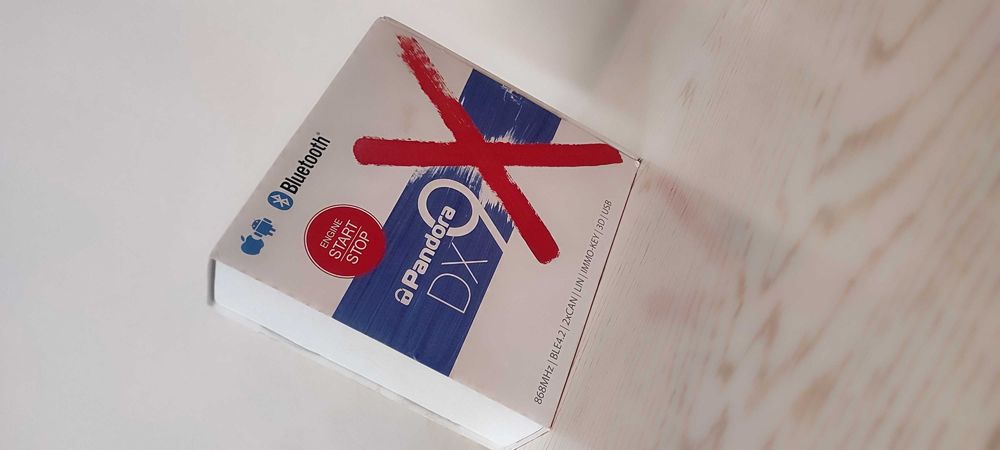 Bluetooth®
ENGINE
START
STOP
Pandora
DX 9X
868MHz | BLE4.2 | 2xCAN | LIN | IMMO-KEY | 3D | USB